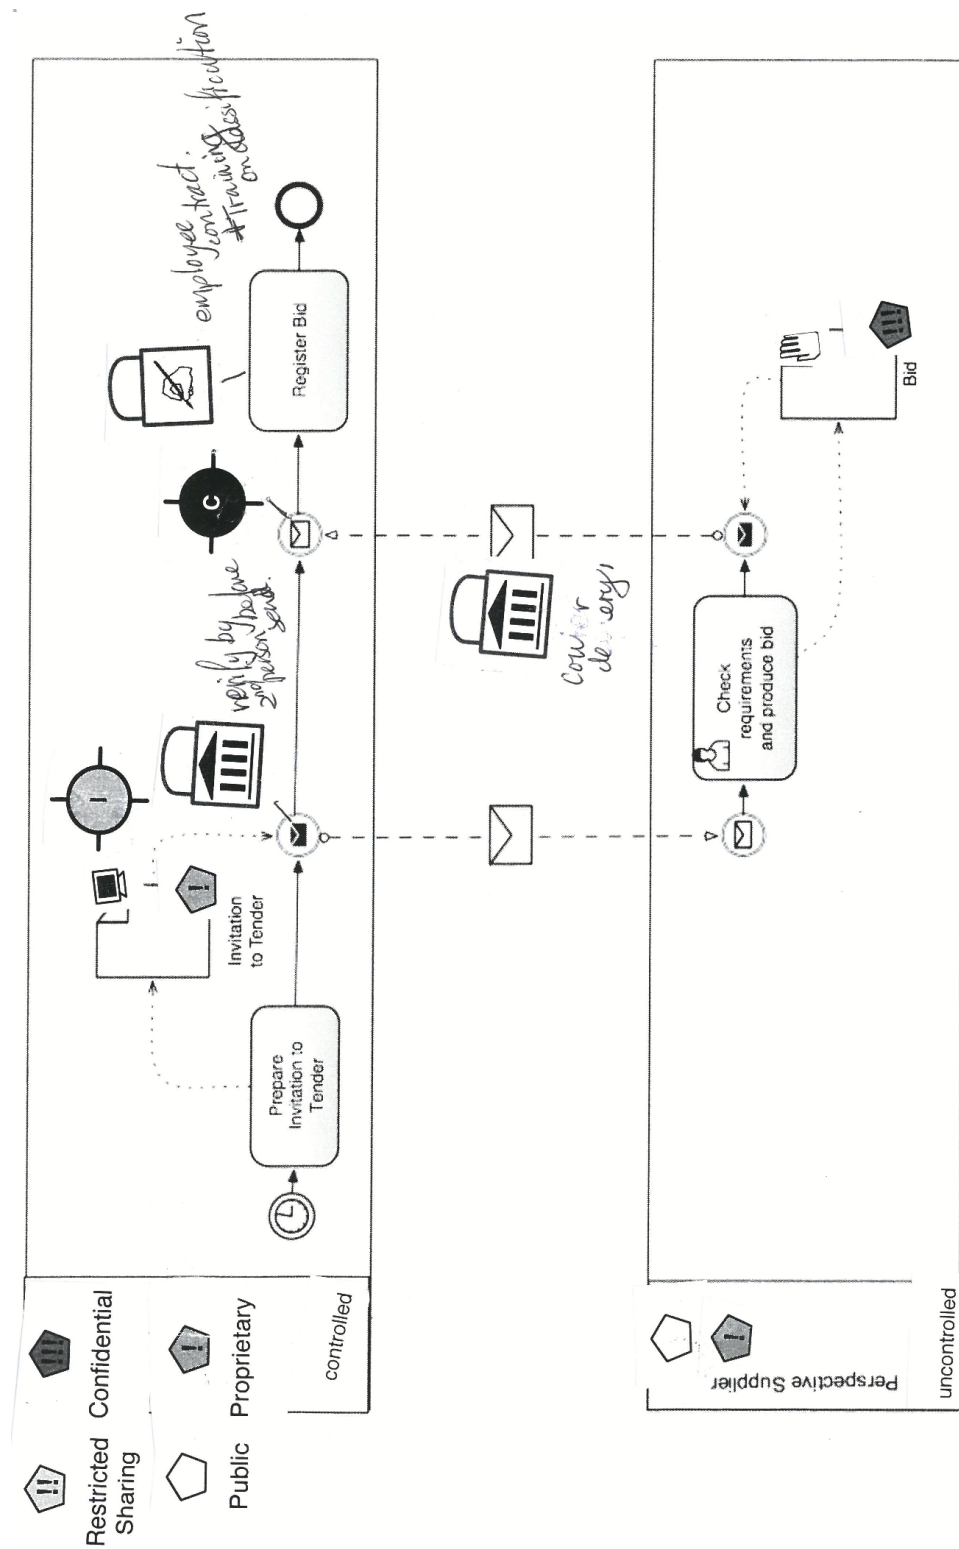 !!
Restricted
Sharing
!!!
Confidential
Public
!
Proprietary
controlled
Prepare
Invitation to
Tender
!
Invitation
to Tender
I
verify by
2nd person before
send.
C
employee
contract.
+Training
on classification
Register Bid
Courier
delivery,
!
Perspective Supplier
uncontrolled
Check
requirements
and produce bid
!!!
Bid